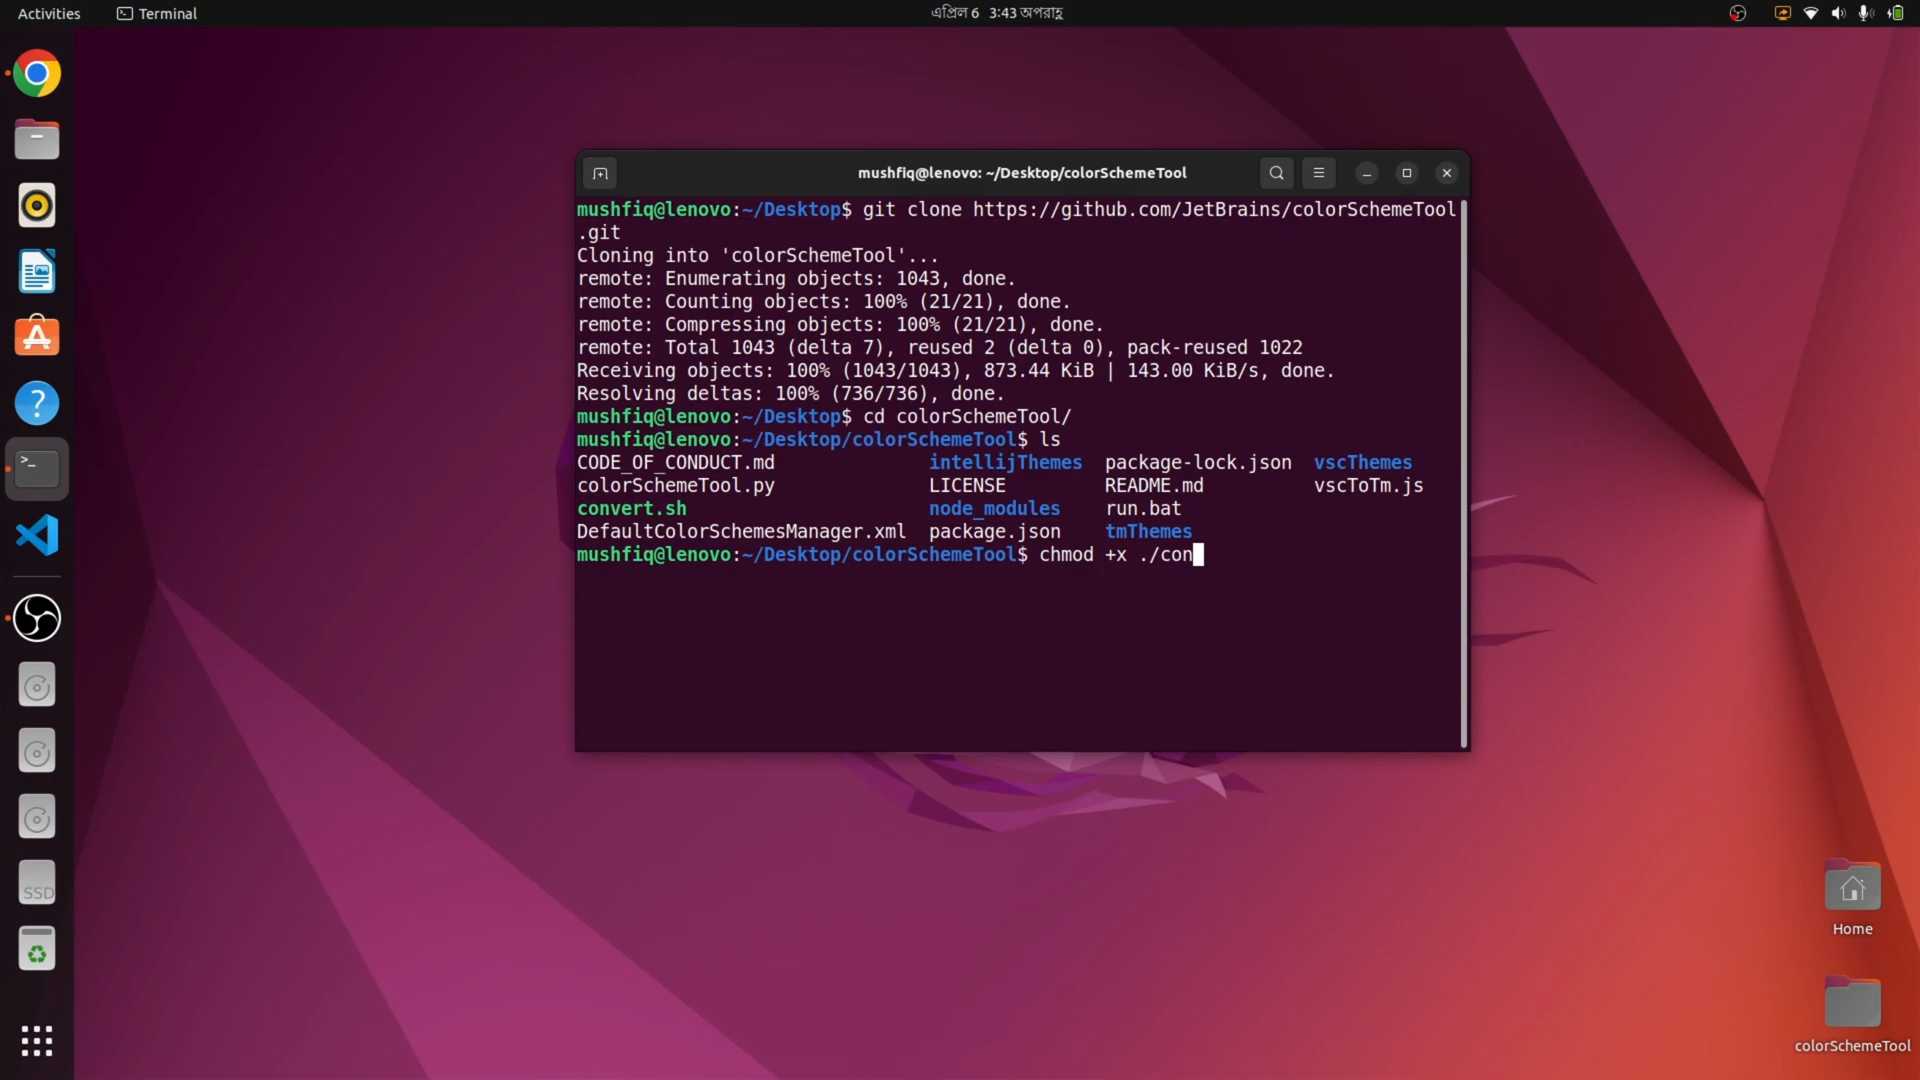 Activities Terminal এপ্রিল 6 3:43 অপরাহ্ণ
mushfiq@lenovo: ~/Desktop/colorSchemeTool
mushfiq@lenovo:~/Desktop$ git clone https://github.com/JetBrains/colorSchemeTool
.git
Cloning into 'colorSchemeTool'...
remote: Enumerating objects: 1043, done.
remote: Counting objects: 100% (21/21), done.
remote: Compressing objects: 100% (21/21), done.
remote: Total 1043 (delta 7), reused 2 (delta 0), pack-reused 1022
Receiving objects: 100% (1043/1043), 873.44 KiB | 143.00 KiB/s, done.
Resolving deltas: 100% (736/736), done.
mushfiq@lenovo:~/Desktop$ cd colorSchemeTool/
mushfiq@lenovo:~/Desktop/colorSchemeTool$ ls
CODE_OF_CONDUCT.md intellijThemes package-lock.json vscThemes
colorSchemeTool.py LICENSE README.md vscToTm.js
convert.sh node_modules run.bat
DefaultColorSchemesManager.xml package.json tmThemes
mushfiq@lenovo:~/Desktop/colorSchemeTool$ chmod +x ./con
SSD
Home
colorSchemeTool